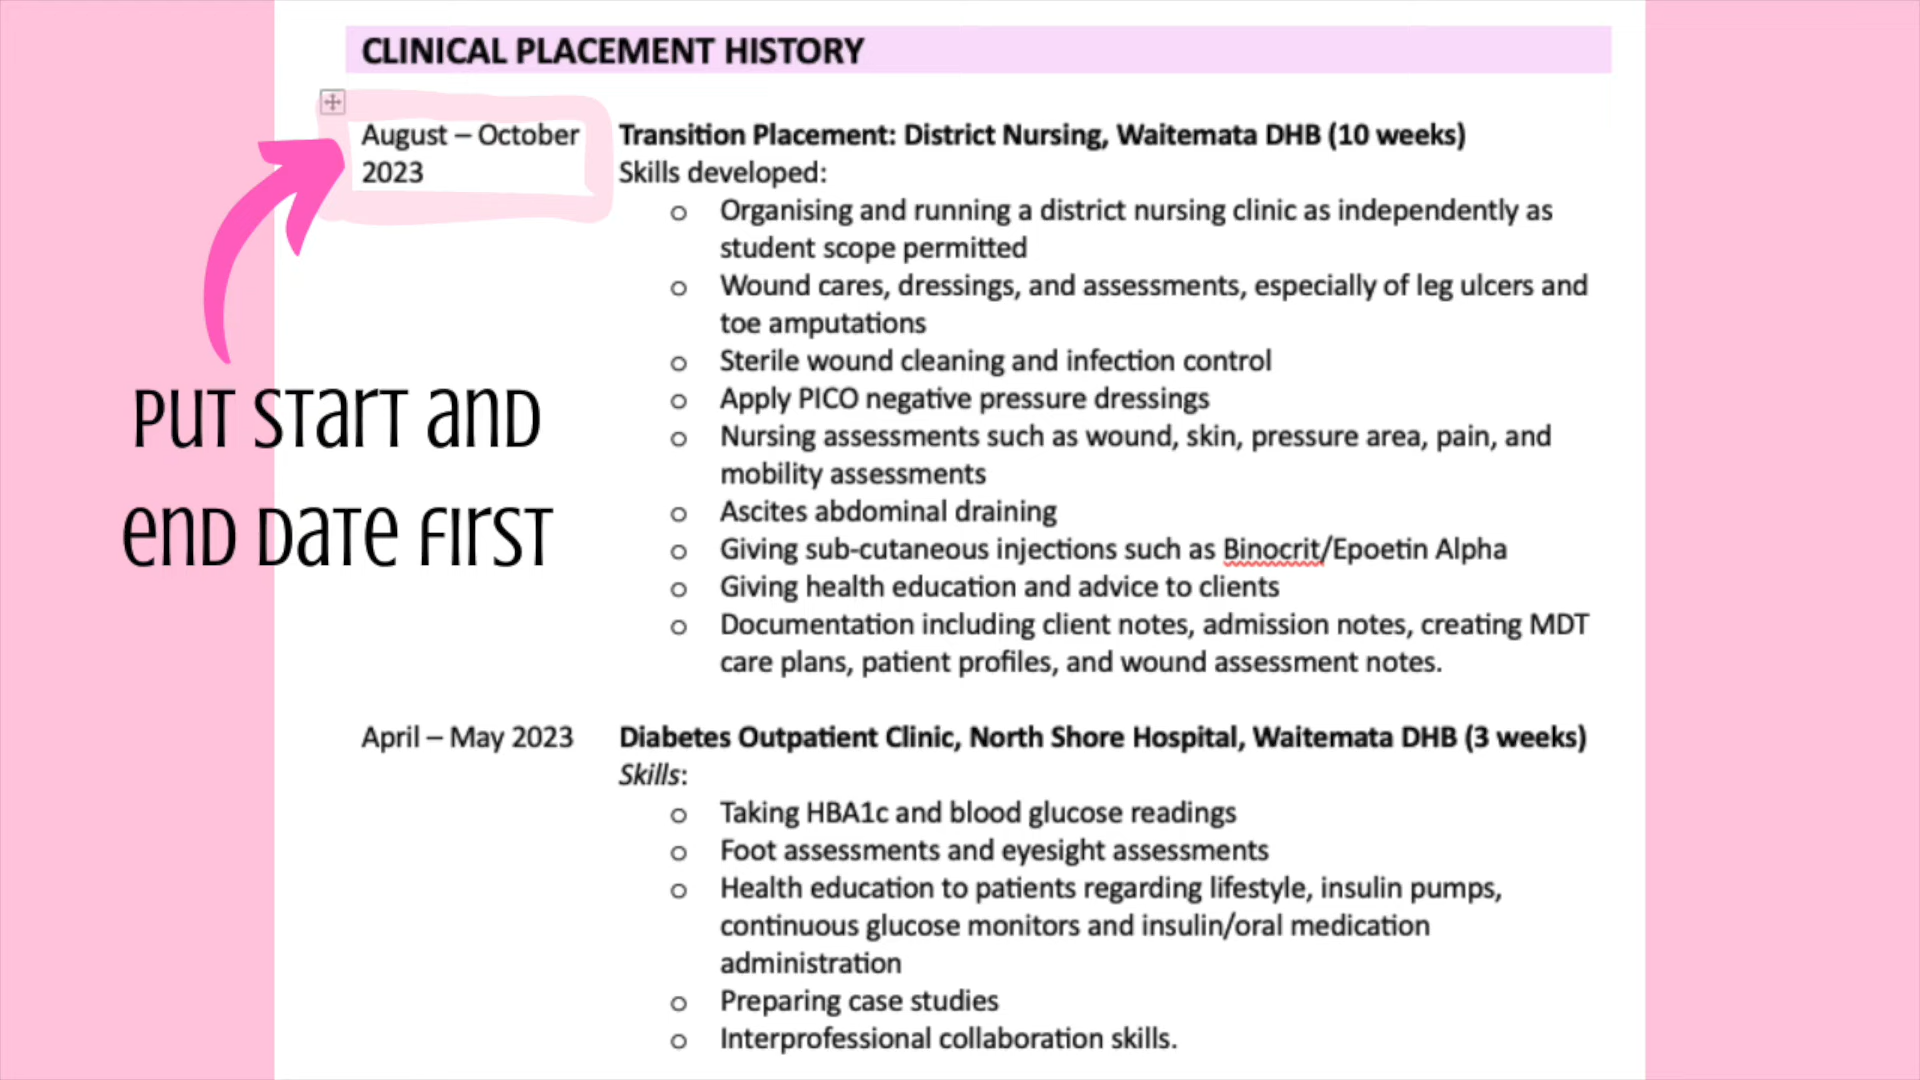 CLINICAL PLACEMENT HISTORY
August – October
2023
Transition Placement: District Nursing, Waitemata DHB (10 weeks)
Skills developed:
o Organising and running a district nursing clinic as independently as
student scope permitted
o Wound cares, dressings, and assessments, especially of leg ulcers and
toe amputations
o Sterile wound cleaning and infection control
o Apply PICO negative pressure dressings
o Nursing assessments such as wound, skin, pressure area, pain, and
mobility assessments
o Ascites abdominal draining
o Giving sub-cutaneous injections such as Binocrit/Epoetin Alpha
o Giving health education and advice to clients
o Documentation including client notes, admission notes, creating MDT
care plans, patient profiles, and wound assessment notes.
PUT START AND
END DATE FIRST
April – May 2023
Diabetes Outpatient Clinic, North Shore Hospital, Waitemata DHB (3 weeks)
Skills:
o Taking HBA1c and blood glucose readings
o Foot assessments and eyesight assessments
o Health education to patients regarding lifestyle, insulin pumps,
continuous glucose monitors and insulin/oral medication
administration
o Preparing case studies
o Interprofessional collaboration skills.